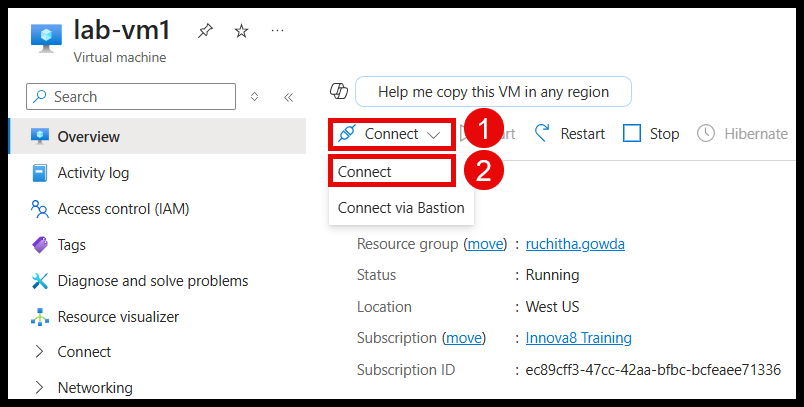 lab-vm1
Virtual machine
Search
Overview
Activity log
Access control (IAM)
Tags
Diagnose and solve problems
Resource visualizer
Connect
Networking
Help me copy this VM in any region
Connect 1 Restart Stop Hibernate
Connect 2
Connect via Bastion
Resource group (move) : ruchitha.gowda
Status : Running
Location : West US
Subscription (move) : Innova8 Training
Subscription ID : ec89cff3-47cc-42aa-bfbc-bcfeaee71336